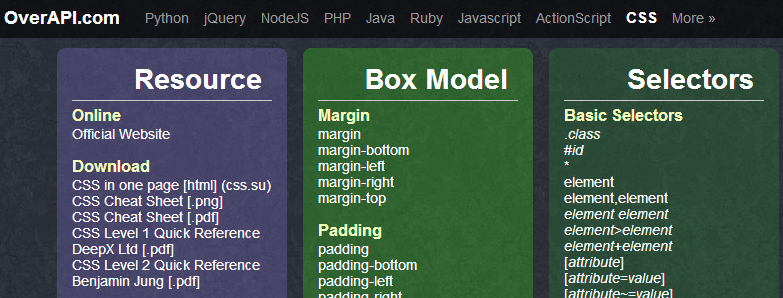 OverAPI.com Python jQuery NodeJS PHP Java Ruby Javascript ActionScript CSS More »
Resource
Online
Official Website
Download
CSS in one page [html] (css.su)
CSS Cheat Sheet [.png]
CSS Cheat Sheet [.pdf]
CSS Level 1 Quick Reference
DeepX Ltd [.pdf]
CSS Level 2 Quick Reference
Benjamin Jung [.pdf]
Box Model
Margin
margin
margin-bottom
margin-left
margin-right
margin-top
Padding
padding
padding-bottom
padding-left
padding-right
Selectors
Basic Selectors
.class
#id
*
element
element,element
element element
element>element
element+element
[attribute]
[attribute=value]
[attribute~=value]